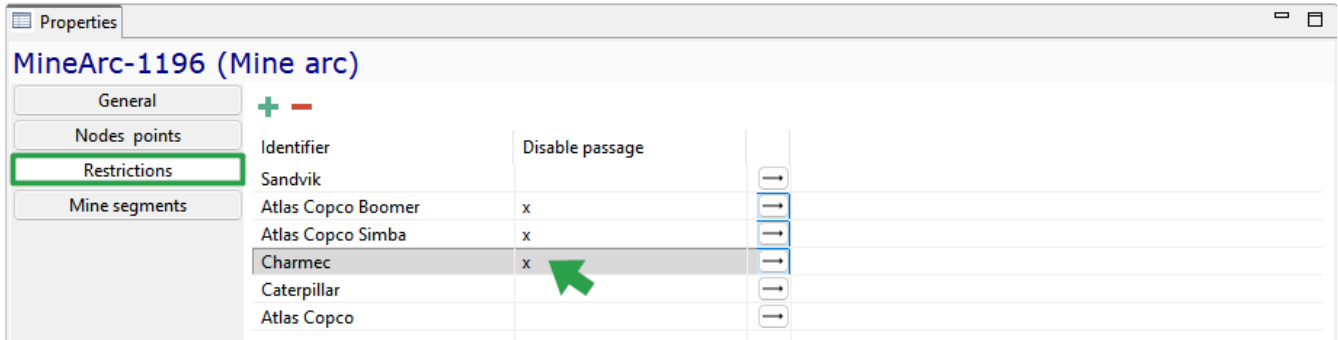 Properties
MineArc-1196 (Mine arc)
General
Nodes points
Restrictions
Mine segments
Identifier Disable passage
Sandvik
Atlas Copco Boomer x
Atlas Copco Simba x
Charmec x
Caterpillar
Atlas Copco